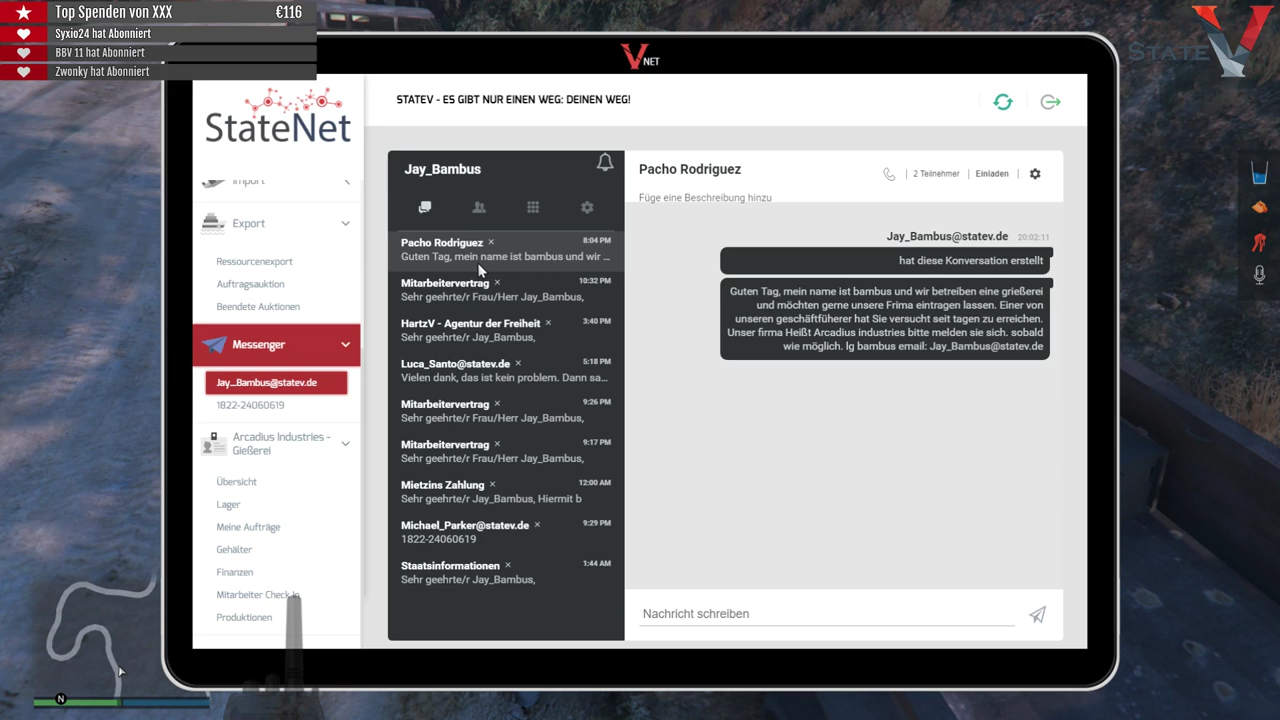 Top Spenden von XXX €116
Syxio24 hat Abonniert
BBV 11 hat Abonniert
Zwonky hat Abonniert
V NET
STATEV
StateNet
STATEV - ES GIBT NUR EINEN WEG: DEINEN WEG!
Import
Export
Ressourcenexport
Auftragsauktion
Beendete Auktionen
Messenger
Jay_Bambus@statev.de
1822-24060619
Arcadius Industries -
Gießerei
Übersicht
Lager
Meine Aufträge
Gehälter
Finanzen
Mitarbeiter Check In
Produktionen
Jay_Bambus
Pacho Rodriguez × 8:04 PM
Guten Tag, mein name ist bambus und wir ...
Mitarbeitervertrag × 10:32 PM
Sehr geehrte/r Frau/Herr Jay_Bambus,
HartzV - Agentur der Freiheit × 3:40 PM
Sehr geehrte/r Jay_Bambus,
Luca_Santo@statev.de × 5:18 PM
Vielen dank, das ist kein problem. Dann sa...
Mitarbeitervertrag × 9:26 PM
Sehr geehrte/r Frau/Herr Jay_Bambus,
Mitarbeitervertrag × 9:17 PM
Sehr geehrte/r Frau/Herr Jay_Bambus,
Mietzins Zahlung × 12:00 AM
Sehr geehrte/r Jay_Bambus, Hiermit b
Michael_Parker@statev.de × 9:29 PM
1822-24060619
Staatsinformationen × 1:44 AM
Sehr geehrte/r Jay_Bambus,
Pacho Rodriguez
2 Teilnehmer | Einladen
Füge eine Beschreibung hinzu
Jay_Bambus@statev.de 20:02:11
hat diese Konversation erstellt
Guten Tag, mein name ist bambus und wir betreiben eine grießerei
und möchten gerne unsere Frima eintragen lassen. Einer von
unseren geschäftführer hat Sie versucht seit tagen zu erreichen.
Unser firma Heißt Arcadius industries bitte melden sie sich. sobald
wie möglich. lg bambus email: Jay_Bambus@statev.de
Nachricht schreiben
N